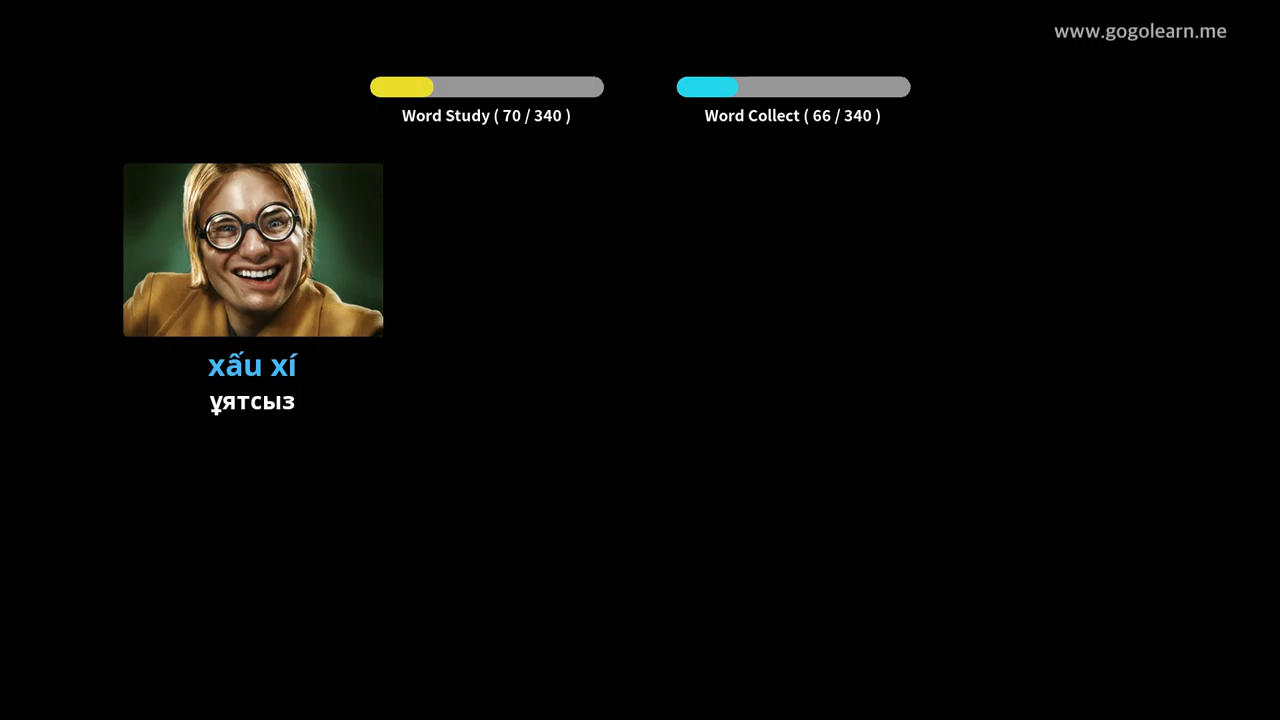 www.gogolearn.me
Word Study ( 70 / 340 )
Word Collect ( 66 / 340 )
xấu xí
ұятсыз